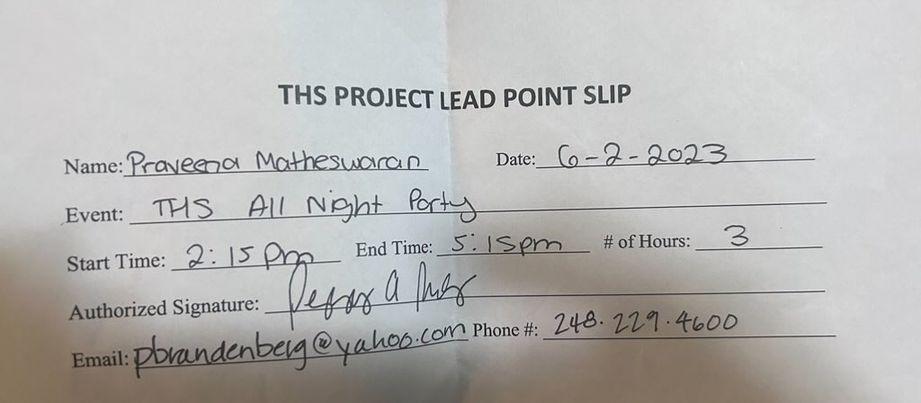 THS PROJECT LEAD POINT SLIP
Name: Praveena Matheswaran Date: 6-2-2023
Event: THS All Night Party
Start Time: 2:15 pm End Time: 5:15pm # of Hours: 3
Authorized Signature:
Email: pbrandenberg@yahoo.com Phone #: 248.229.4600